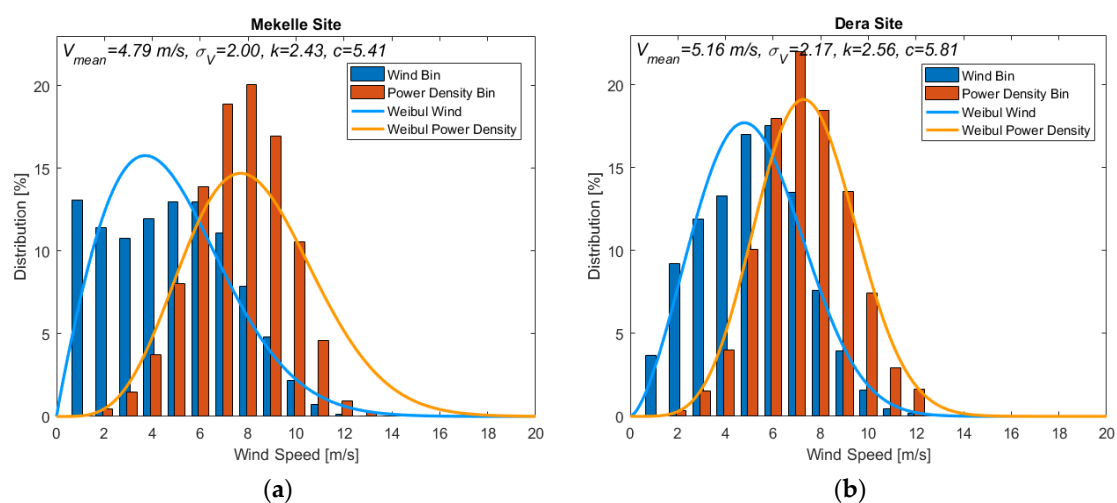 Mekelle Site
V_mean=4.79 m/s, σ_V=2.00, k=2.43, c=5.41
Wind Bin
Power Density Bin
Weibul Wind
Weibul Power Density
Distribution [%]
20
15
10
5
0
0 2 4 6 8 10 12 14 16 18 20
Wind Speed [m/s]
(a)
Dera Site
V_mean=5.16 m/s, σ_V=2.17, k=2.56, c=5.81
Wind Bin
Power Density Bin
Weibul Wind
Weibul Power Density
Distribution [%]
20
15
10
5
0
0 2 4 6 8 10 12 14 16 18 20
Wind Speed [m/s]
(b)